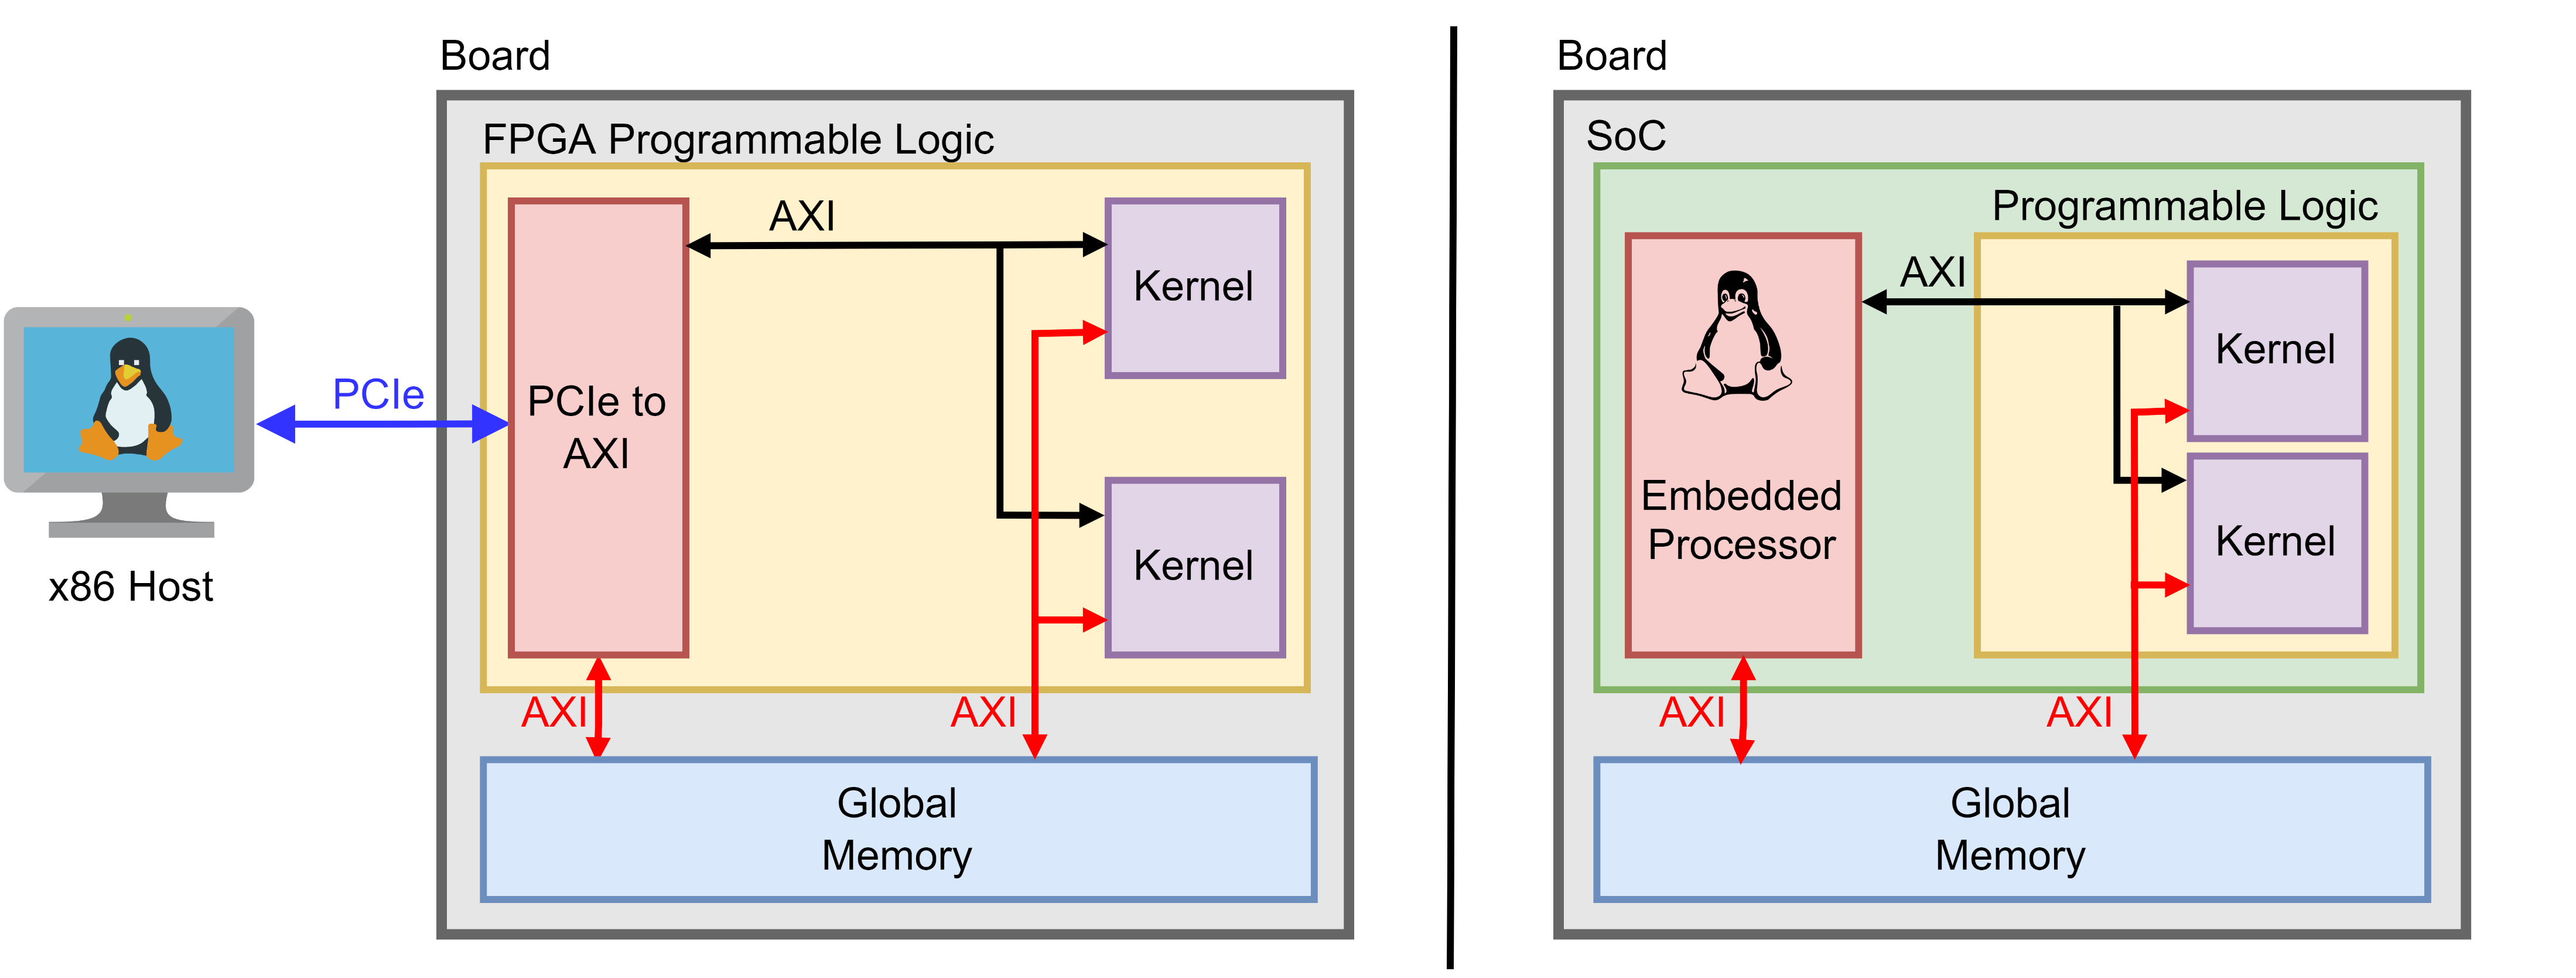 Board
FPGA Programmable Logic
AXI
Kernel
PCIe
PCIe to
AXI
Kernel
x86 Host
AXI
AXI
Global
Memory
Board
SoC
Programmable Logic
AXI
Kernel
Embedded
Processor
Kernel
AXI
AXI
Global
Memory